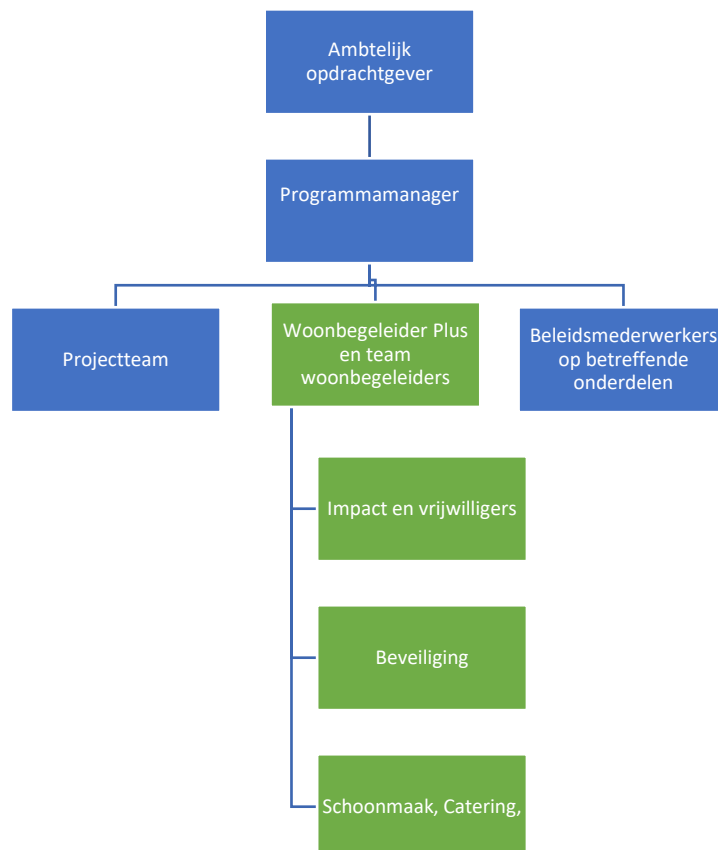 Ambtelijk
opdrachtgever
Programmamanager
Projectteam
Woonbegeleider Plus
en team
woonbegeleiders
Beleidsmederwerkers
op betreffende
onderdelen
Impact en vrijwilligers
Beveiliging
Schoonmaak, Catering,